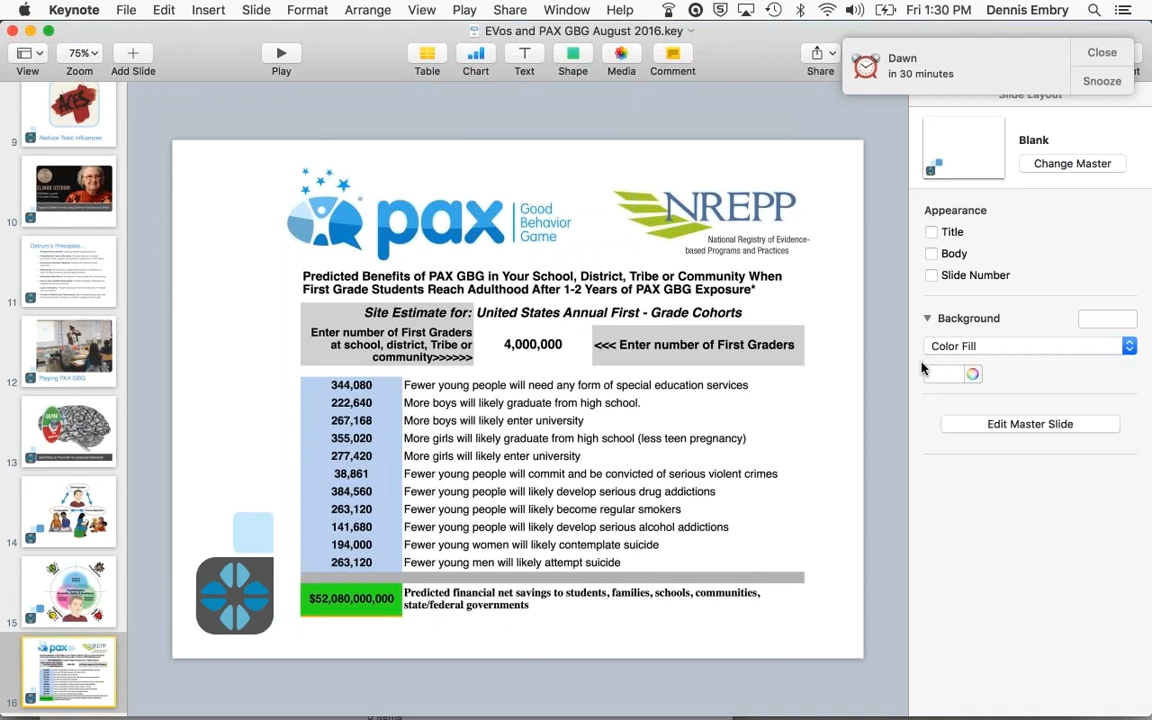 Keynote File Edit Insert Slide Format Arrange View Play Share Window Help Fri 1:30 PM Dennis Embry
EVos and PAX GBG August 2016.key
75%
View Zoom Add Slide Play Table Chart Text Shape Media Comment Share
Dawn
in 30 minutes
Close
Snooze
Slide Layout
Blank
Change Master
Appearance
Title
Body
Slide Number
Background
Color Fill
Edit Master Slide
ACES
Reduce Toxic Influences
9
ELINOR OSTROM
10
Ostrom's Principles…
11
Playing PAX GBG
12
13
14
15
pax
NREPP
16
pax
Good
Behavior
Game
NREPP
National Registry of Evidence-
based Programs and Practices
Predicted Benefits of PAX GBG in Your School, District, Tribe or Community When
First Grade Students Reach Adulthood After 1-2 Years of PAX GBG Exposure*
Site Estimate for: United States Annual First - Grade Cohorts
Enter number of First Graders
at school, district, Tribe or
community>>>>>>
4,000,000
<<< Enter number of First Graders
344,080 Fewer young people will need any form of special education services
222,640 More boys will likely graduate from high school.
267,168 More boys will likely enter university
355,020 More girls will likely graduate from high school (less teen pregnancy)
277,420 More girls will likely enter university
38,861 Fewer young people will commit and be convicted of serious violent crimes
384,560 Fewer young people will likely develop serious drug addictions
263,120 Fewer young people will likely become regular smokers
141,680 Fewer young people will likely develop serious alcohol addictions
194,000 Fewer young women will likely contemplate suicide
263,120 Fewer young men will likely attempt suicide
$52,080,000,000 Predicted financial net savings to students, families, schools, communities,
state/federal governments